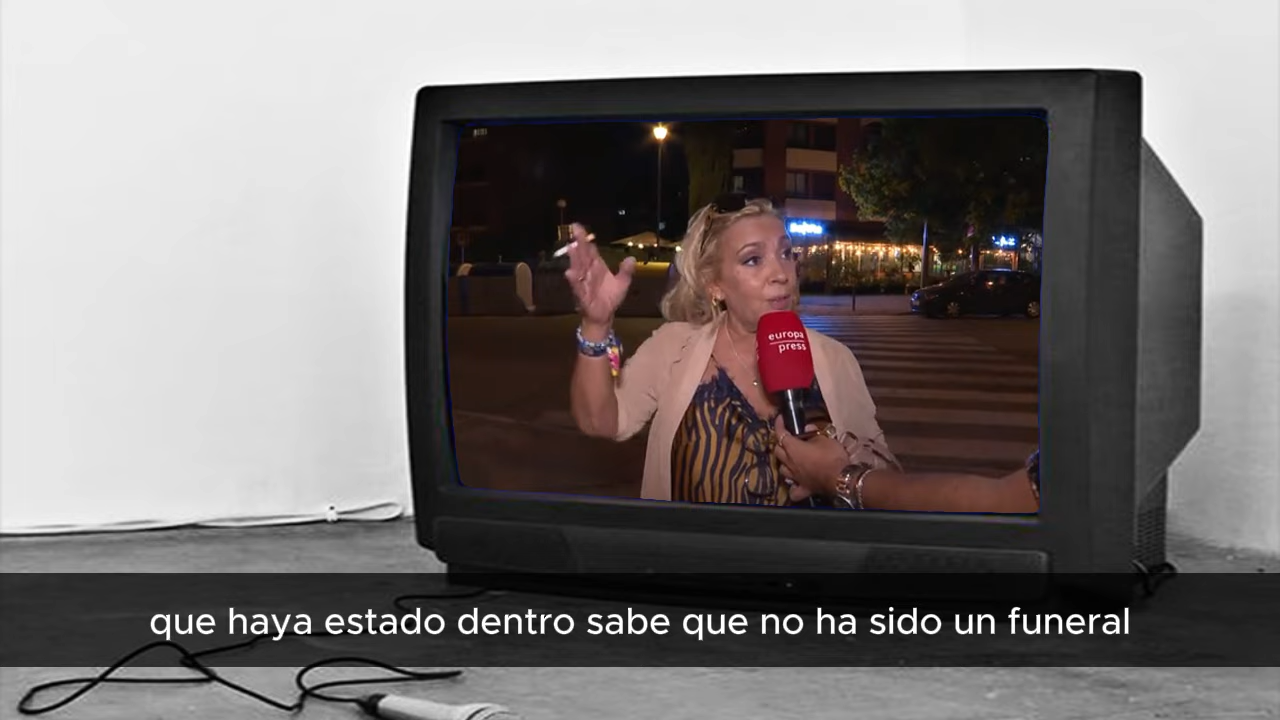 europa
press
que haya estado dentro sabe que no ha sido un funeral